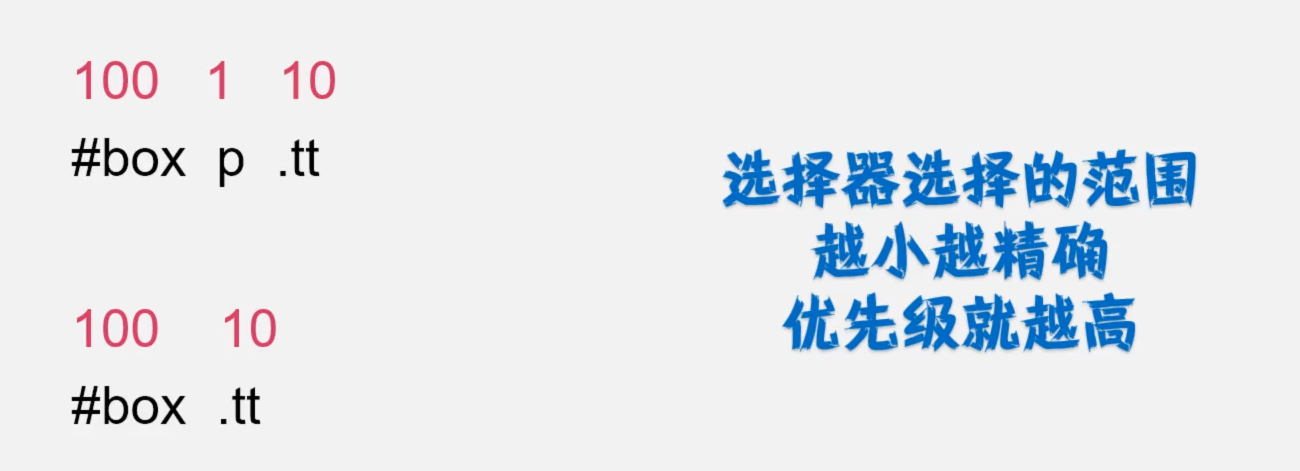 100 1 10
#box p .tt
选择器选择的范围
越小越精确
优先级就越高
100 10
#box .tt